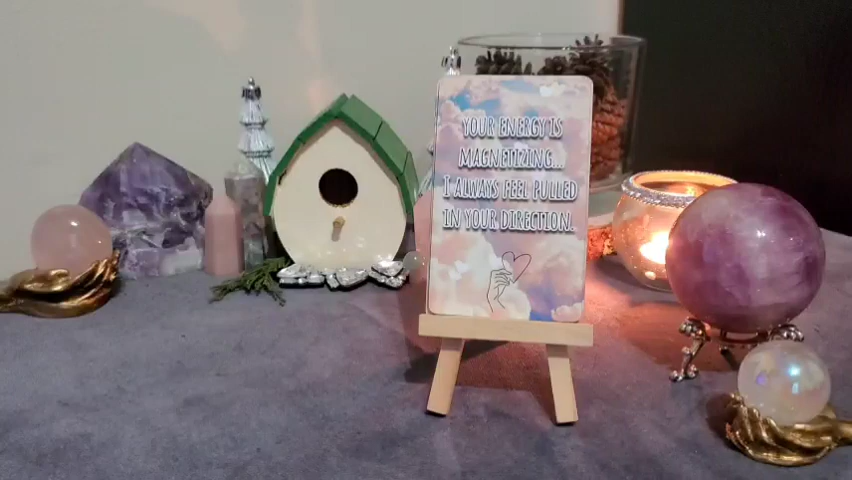 YOUR ENERGY IS
MAGNETIZING...
I ALWAYS FEEL PULLED
IN YOUR DIRECTION.